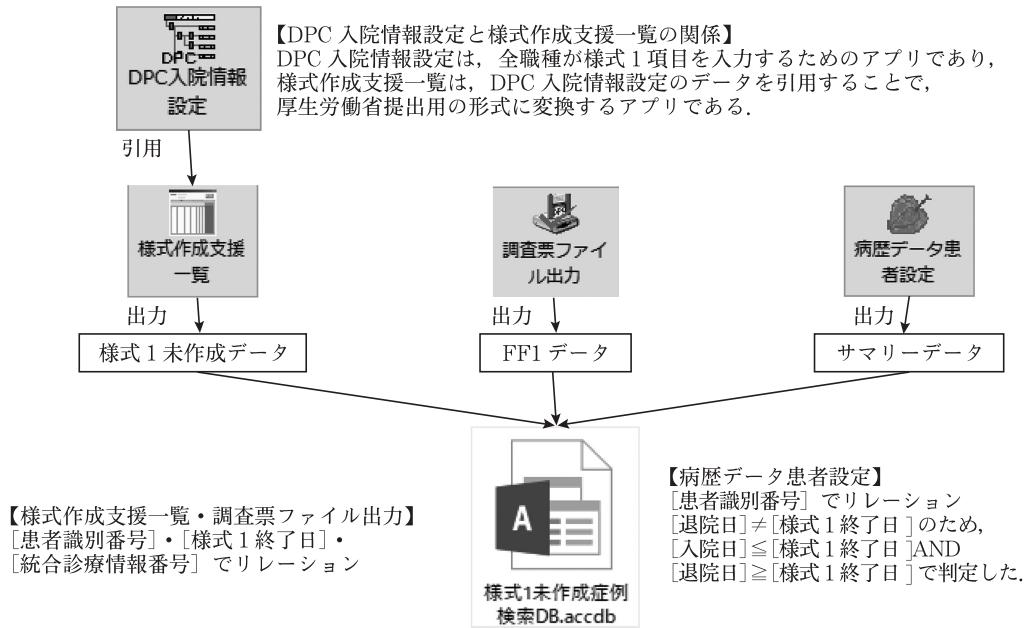 DPC
DPC入院情報
設定
【DPC 入院情報設定と様式作成支援一覧の関係】
DPC 入院情報設定は，全職種が様式 1 項目を入力するためのアプリであり，
様式作成支援一覧は，DPC 入院情報設定のデータを引用することで，
厚生労働省提出用の形式に変換するアプリである．
引用
様式作成支援
一覧
調査票ファイ
ル出力
病歴データ患
者設定
出力
出力
出力
様式 1 未作成データ
FF1 データ
サマリーデータ
【様式作成支援一覧・調査票ファイル出力】
［患者識別番号］・［様式 1 終了日］・
［統合診療情報番号］でリレーション
A
様式1未作成症例
検索DB.accdb
【病歴データ患者設定】
［患者識別番号］でリレーション
［退院日］≠［様式 1 終了日］のため，
［入院日］≦［様式 1 終了日］AND
［退院日］≧［様式 1 終了日］で判定した．